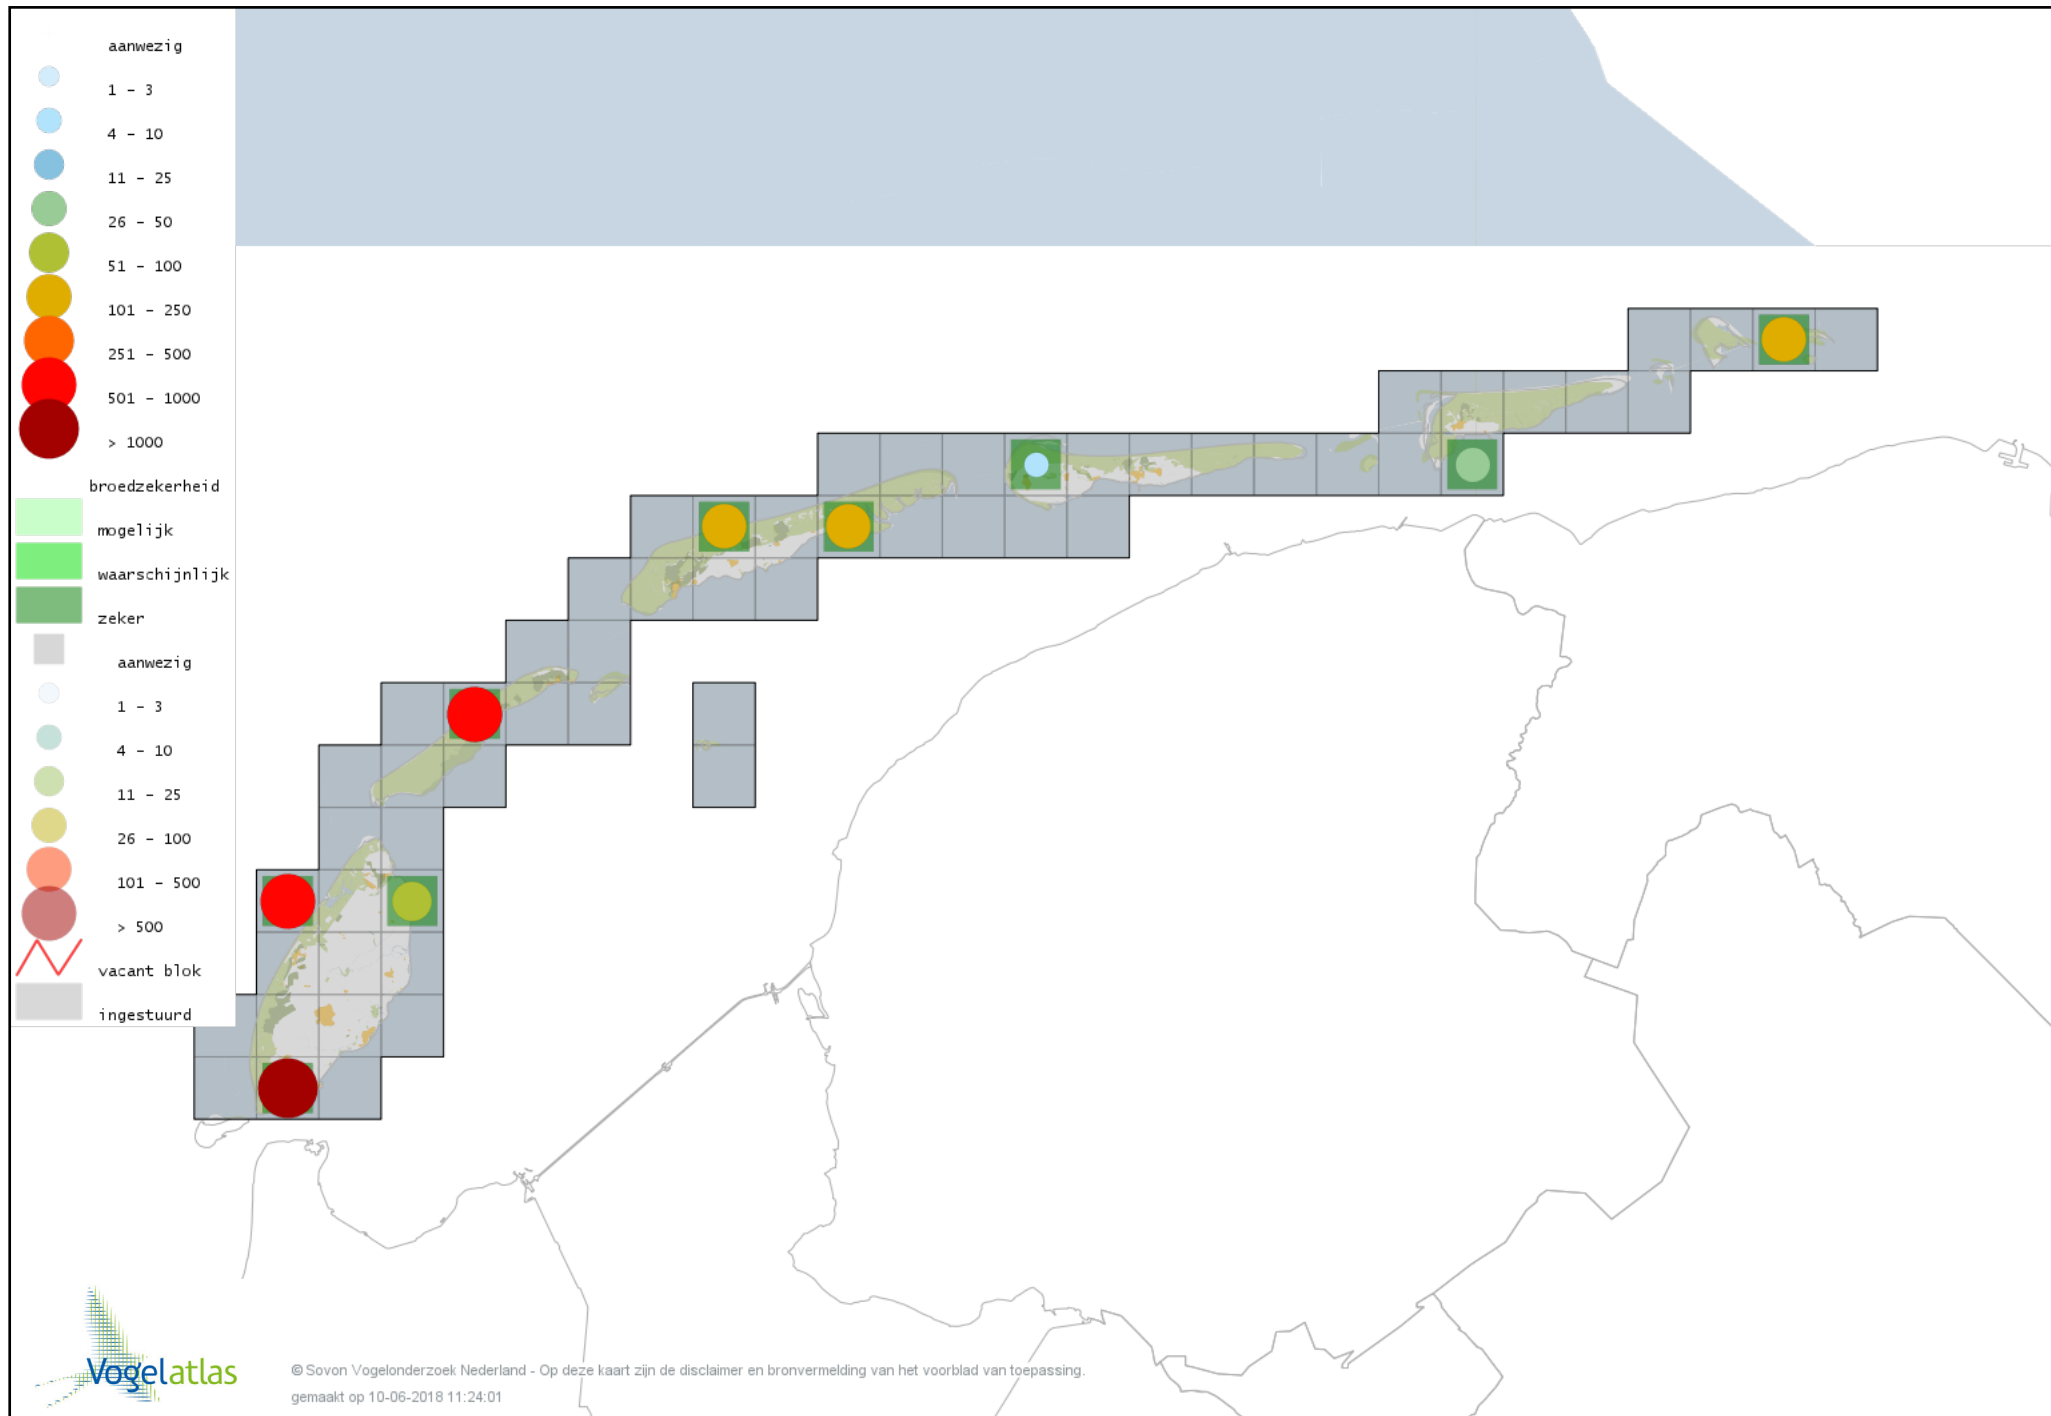 aanwezig
1 - 3
4 - 10
11 - 25
26 - 50
51 - 100
101 - 250
251 - 500
501 - 1000
> 1000
broedzekerheid
mogelijk
waarschijnlijk
zeker
aanwezig
1 - 3
4 - 10
11 - 25
26 - 100
101 - 500
> 500
vacant blok
ingestuurd
Vogelatlas
© Sovon Vogelonderzoek Nederland - Op deze kaart zijn de disclaimer en bronvermelding van het voorblad van toepassing.
gemaakt op 10-06-2018 11:24:01